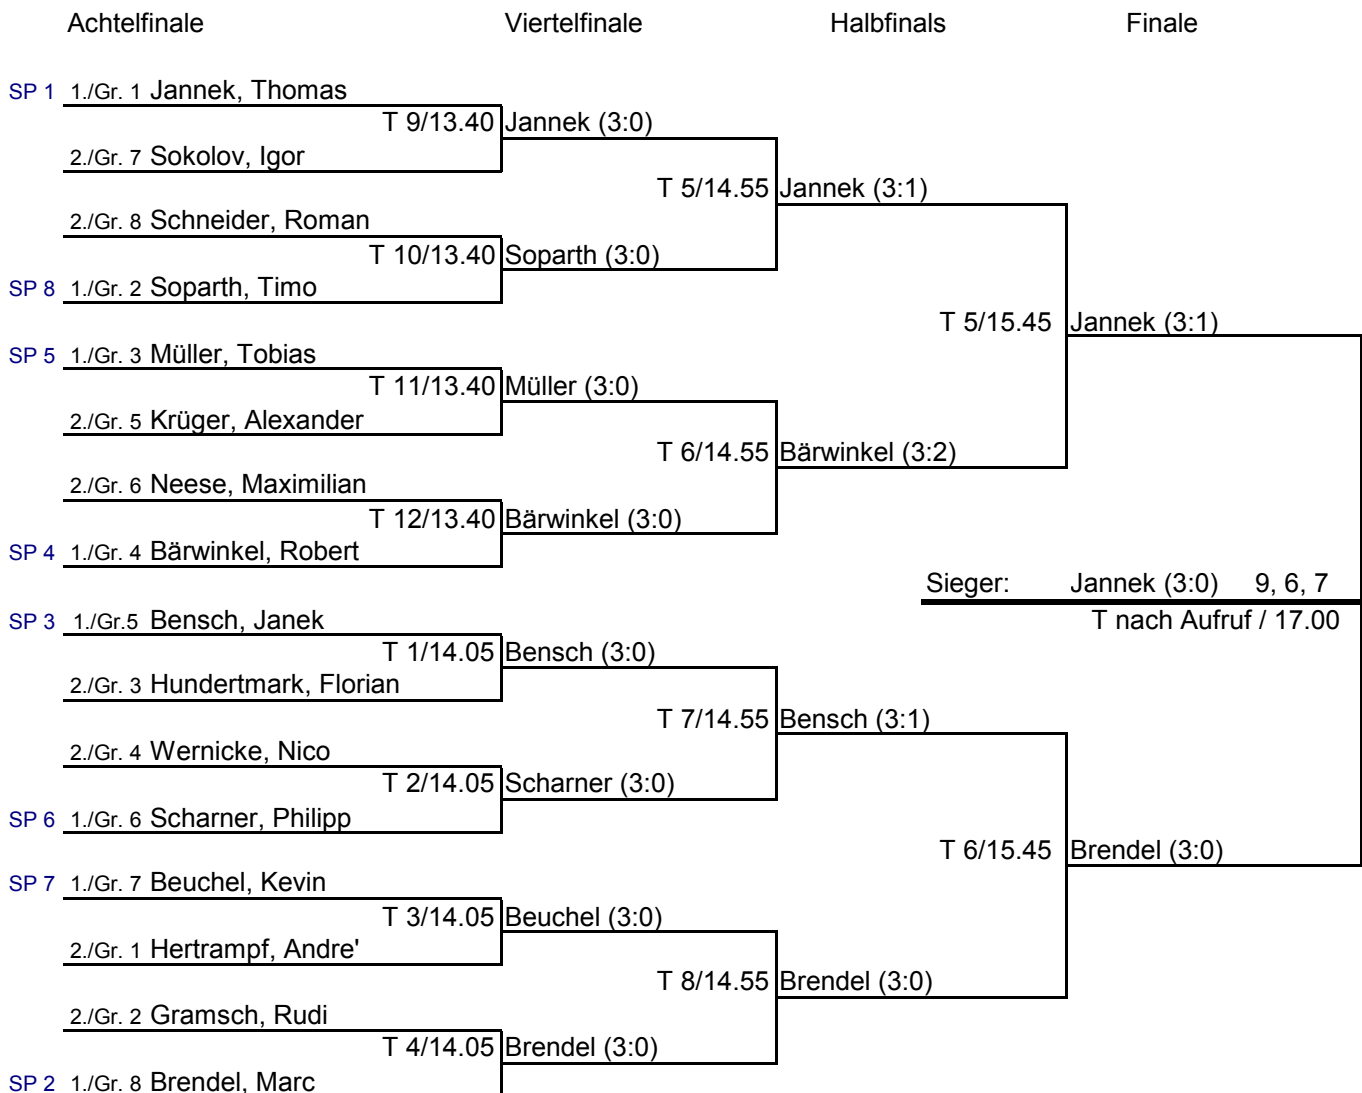 Achtelfinale Viertelfinale Halbfinals Finale
SP 1 1./Gr. 1 Jannek, Thomas
T 9/13.40 Jannek (3:0)
2./Gr. 7 Sokolov, Igor
T 5/14.55 Jannek (3:1)
2./Gr. 8 Schneider, Roman
T 10/13.40 Soparth (3:0)
SP 8 1./Gr. 2 Soparth, Timo
T 5/15.45 Jannek (3:1)
SP 5 1./Gr. 3 Müller, Tobias
T 11/13.40 Müller (3:0)
2./Gr. 5 Krüger, Alexander
T 6/14.55 Bärwinkel (3:2)
2./Gr. 6 Neese, Maximilian
T 12/13.40 Bärwinkel (3:0)
SP 4 1./Gr. 4 Bärwinkel, Robert
Sieger: Jannek (3:0) 9, 6, 7
SP 3 1./Gr.5 Bensch, Janek
T nach Aufruf / 17.00
T 1/14.05 Bensch (3:0)
2./Gr. 3 Hundertmark, Florian
T 7/14.55 Bensch (3:1)
2./Gr. 4 Wernicke, Nico
T 2/14.05 Scharner (3:0)
SP 6 1./Gr. 6 Scharner, Philipp
T 6/15.45 Brendel (3:0)
SP 7 1./Gr. 7 Beuchel, Kevin
T 3/14.05 Beuchel (3:0)
2./Gr. 1 Hertrampf, Andre'
T 8/14.55 Brendel (3:0)
2./Gr. 2 Gramsch, Rudi
T 4/14.05 Brendel (3:0)
SP 2 1./Gr. 8 Brendel, Marc